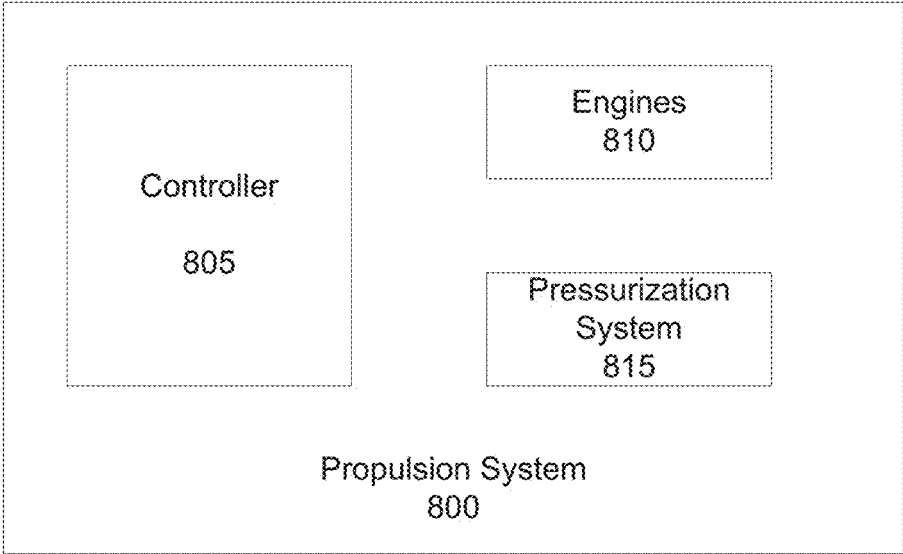 Controller
805
Engines
810
Pressurization
System
815
Propulsion System
800